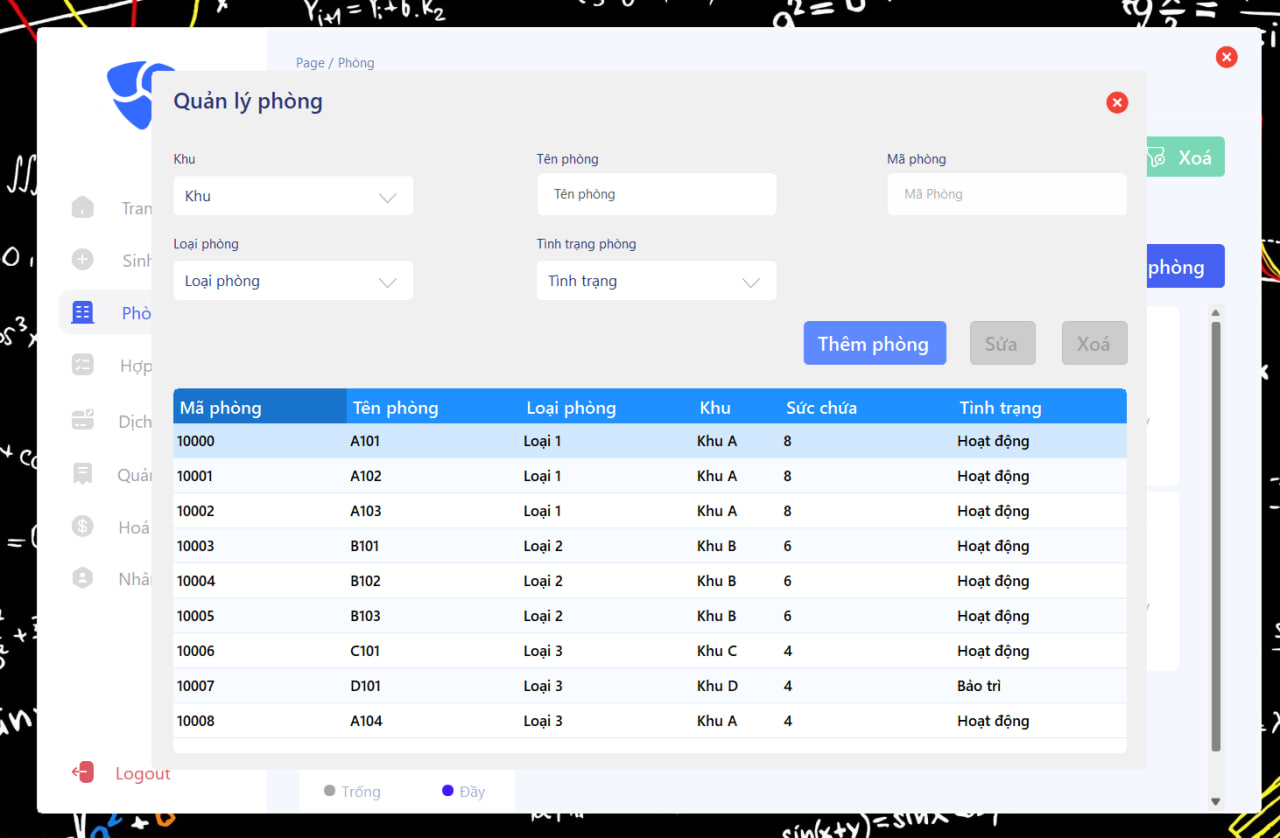 Page / Phòng
Quản lý phòng
Khu
Tên phòng
Mã phòng
Khu
Tên phòng
Mã Phòng
Xoá
Loại phòng
Tình trạng phòng
Loại phòng
Tình trạng
phòng
Thêm phòng
Sửa
Xoá
Mã phòng Tên phòng Loại phòng Khu Sức chứa Tình trạng
10000 A101 Loại 1 Khu A 8 Hoạt động
10001 A102 Loại 1 Khu A 8 Hoạt động
10002 A103 Loại 1 Khu A 8 Hoạt động
10003 B101 Loại 2 Khu B 6 Hoạt động
10004 B102 Loại 2 Khu B 6 Hoạt động
10005 B103 Loại 2 Khu B 6 Hoạt động
10006 C101 Loại 3 Khu C 4 Hoạt động
10007 D101 Loại 3 Khu D 4 Bảo trì
10008 A104 Loại 3 Khu A 4 Hoạt động
Tran
Sinh
Phò
Hợp
Dịch
Quản
Hoá
Nhâ
Logout
Trống
Đầy